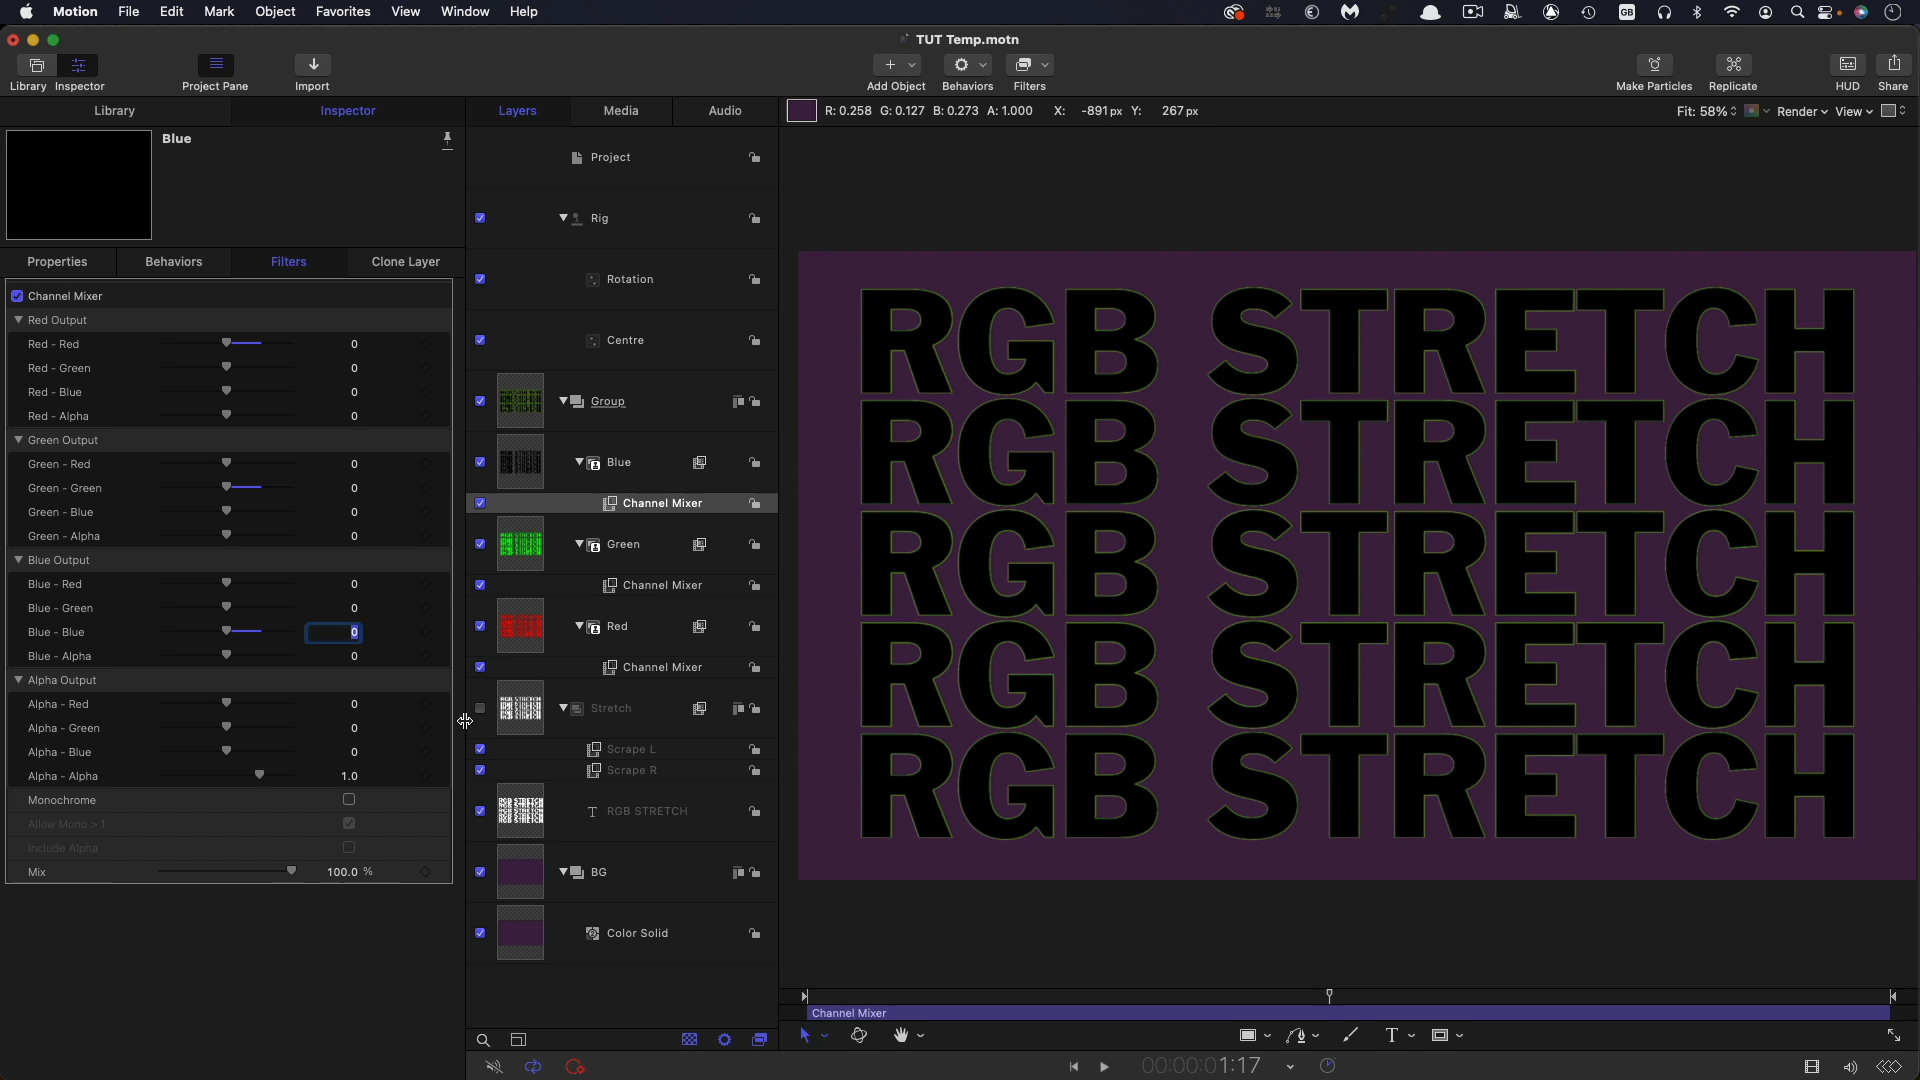 Motion File Edit Mark Object Favorites View Window Help
GB
TUT Temp.motn
Library Inspector Project Pane Import Add Object Behaviors Filters Make Particles Replicate HUD Share
Library Inspector Layers Media Audio R: 0.258 G: 0.127 B: 0.273 A: 1.000 X: -891 px Y: 267 px Fit: 58% Render View
Blue
Properties Behaviors Filters Clone Layer
Channel Mixer
Red Output
Red - Red 0
Red - Green 0
Red - Blue 0
Red - Alpha 0
Green Output
Green - Red 0
Green - Green 0
Green - Blue 0
Green - Alpha 0
Blue Output
Blue - Red 0
Blue - Green 0
Blue - Blue 0
Blue - Alpha 0
Alpha Output
Alpha - Red 0
Alpha - Green 0
Alpha - Blue 0
Alpha - Alpha 1.0
Monochrome
Allow Mono > 1
Include Alpha
Mix 100.0 %
Project
Rig
Rotation
Centre
Group
Blue
Channel Mixer
Green
Channel Mixer
Red
Channel Mixer
Stretch
Scrape L
Scrape R
T RGB STRETCH
BG
Color Solid
RGB STRETCH
RGB STRETCH
RGB STRETCH
RGB STRETCH
RGB STRETCH
Channel Mixer
T
00:00:01:17